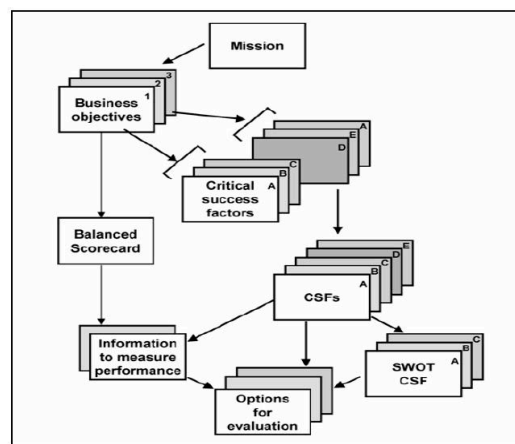 Mission
3
2
1
Business
objectives
A
E
D
C
B
A
Critical
success
factors
Balanced
Scorecard
E
D
C
B
A
CSFs
Information
to measure
performance
C
B
A
SWOT
CSF
Options
for
evaluation